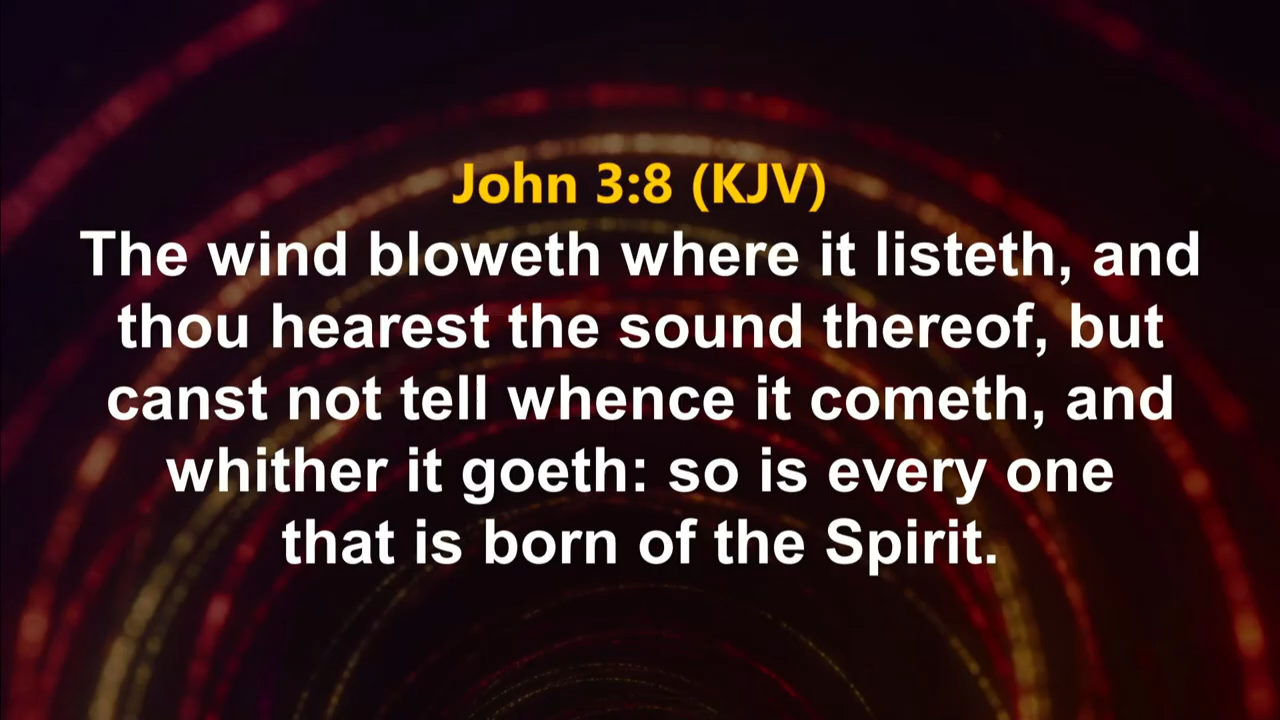 John 3:8 (KJV)
The wind bloweth where it listeth, and
thou hearest the sound thereof, but
canst not tell whence it cometh, and
whither it goeth: so is every one
that is born of the Spirit.